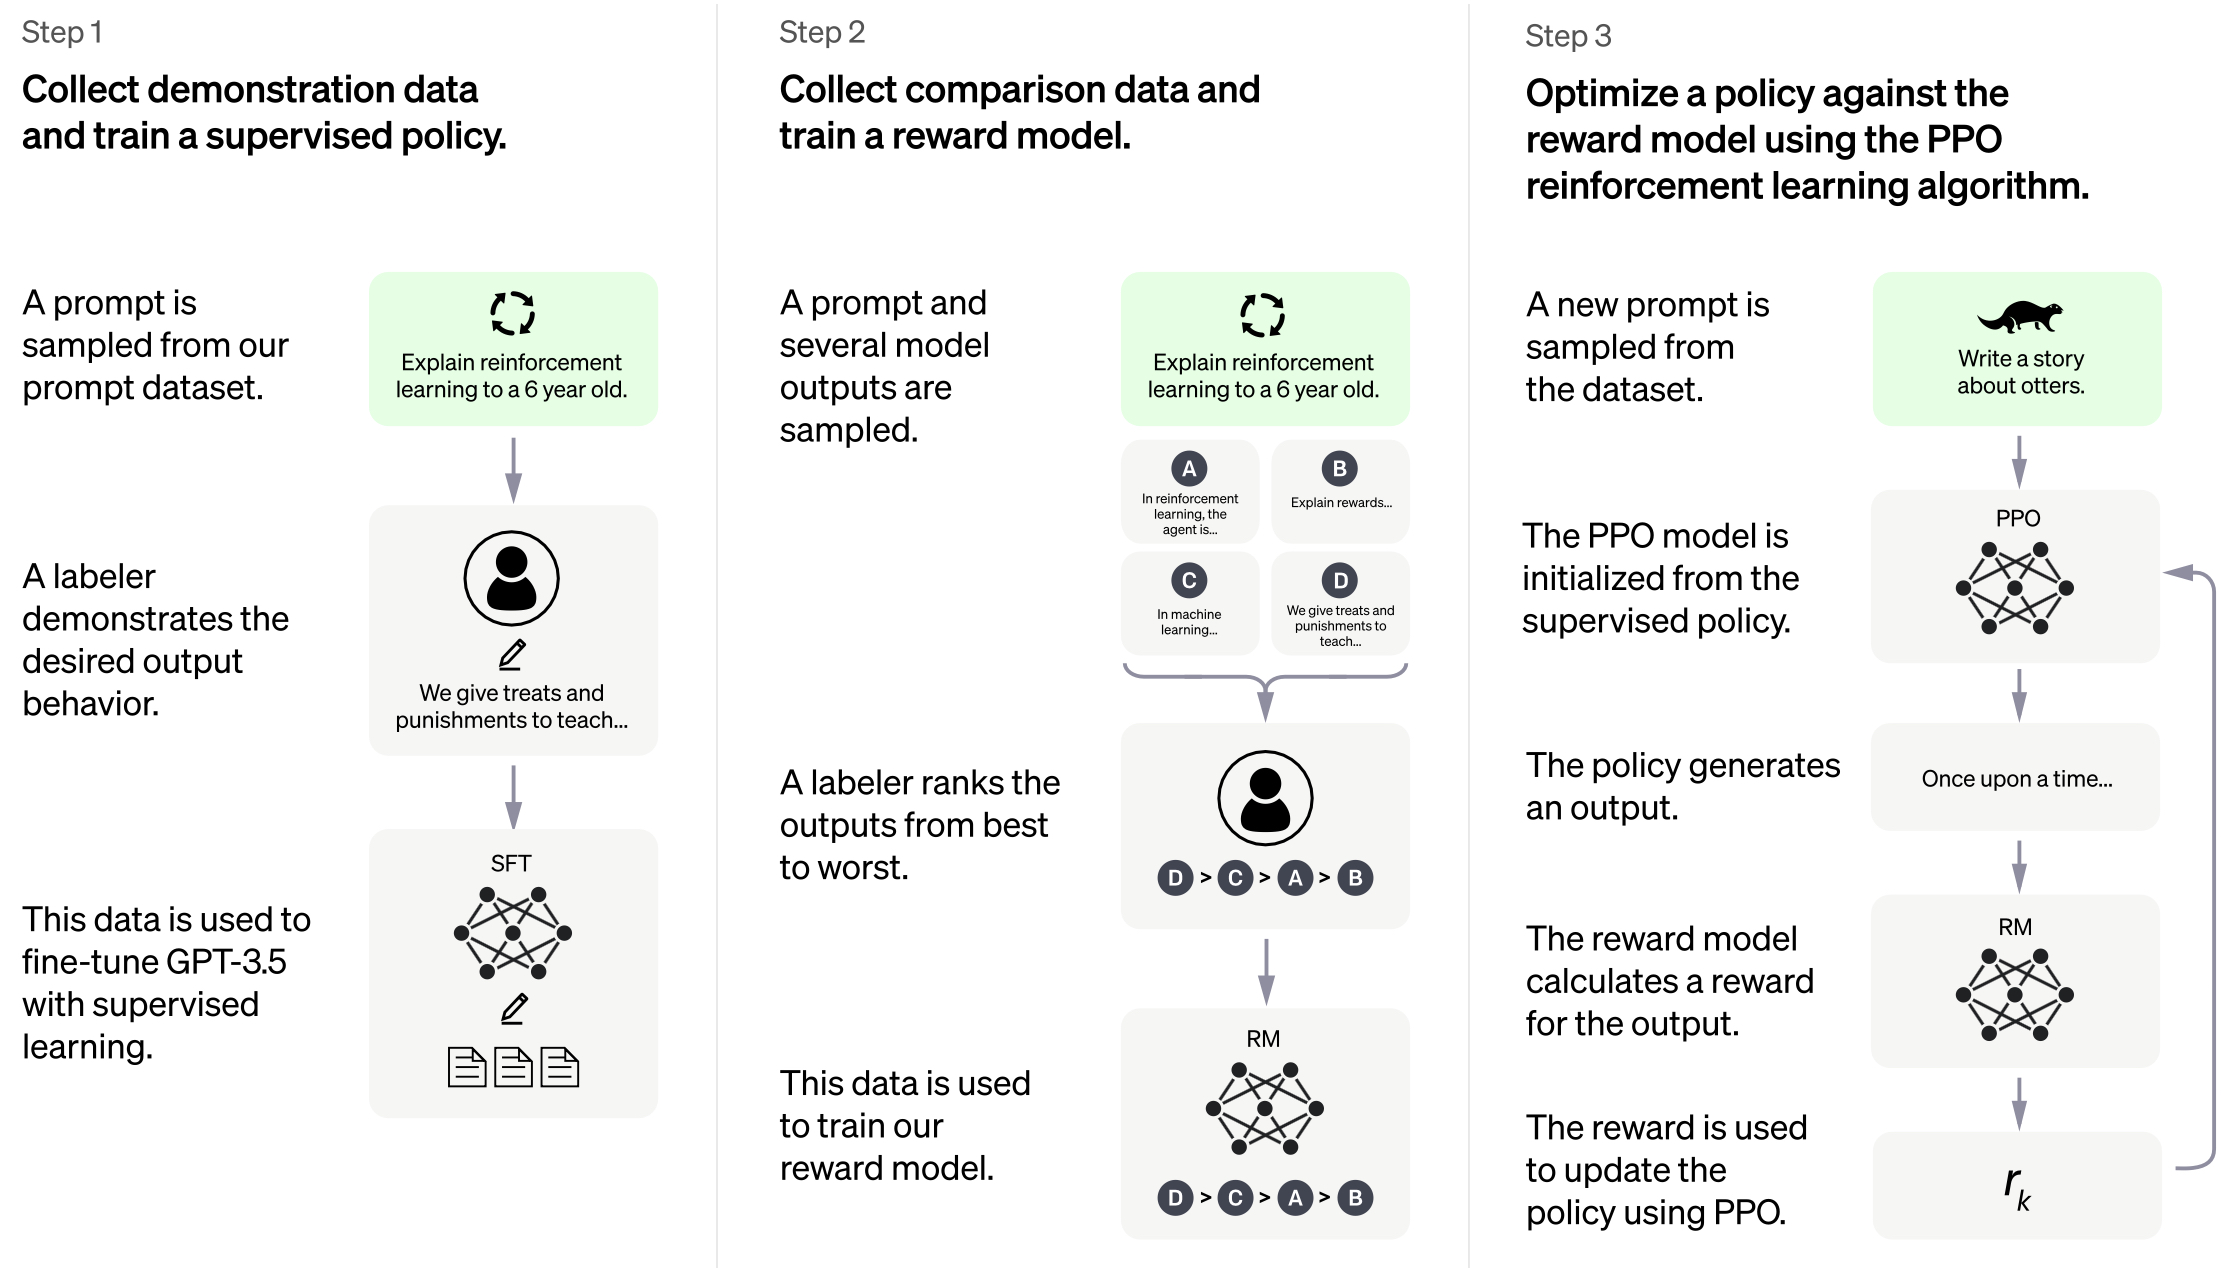 Step 1
Collect demonstration data
and train a supervised policy.
A prompt is
sampled from our
prompt dataset.
Explain reinforcement
learning to a 6 year old.
A labeler
demonstrates the
desired output
behavior.
We give treats and
punishments to teach...
This data is used to
fine-tune GPT-3.5
with supervised
learning.
SFT
Step 2
Collect comparison data and
train a reward model.
A prompt and
several model
outputs are
sampled.
Explain reinforcement
learning to a 6 year old.
A
In reinforcement
learning, the
agent is...
B
Explain rewards...
C
In machine
learning...
D
We give treats and
punishments to
teach...
A labeler ranks the
outputs from best
to worst.
D > C > A > B
This data is used
to train our
reward model.
RM
D > C > A > B
Step 3
Optimize a policy against the
reward model using the PPO
reinforcement learning algorithm.
A new prompt is
sampled from
the dataset.
Write a story
about otters.
The PPO model is
initialized from the
supervised policy.
PPO
The policy generates
an output.
Once upon a time...
The reward model
calculates a reward
for the output.
RM
The reward is used
to update the
policy using PPO.
r_k